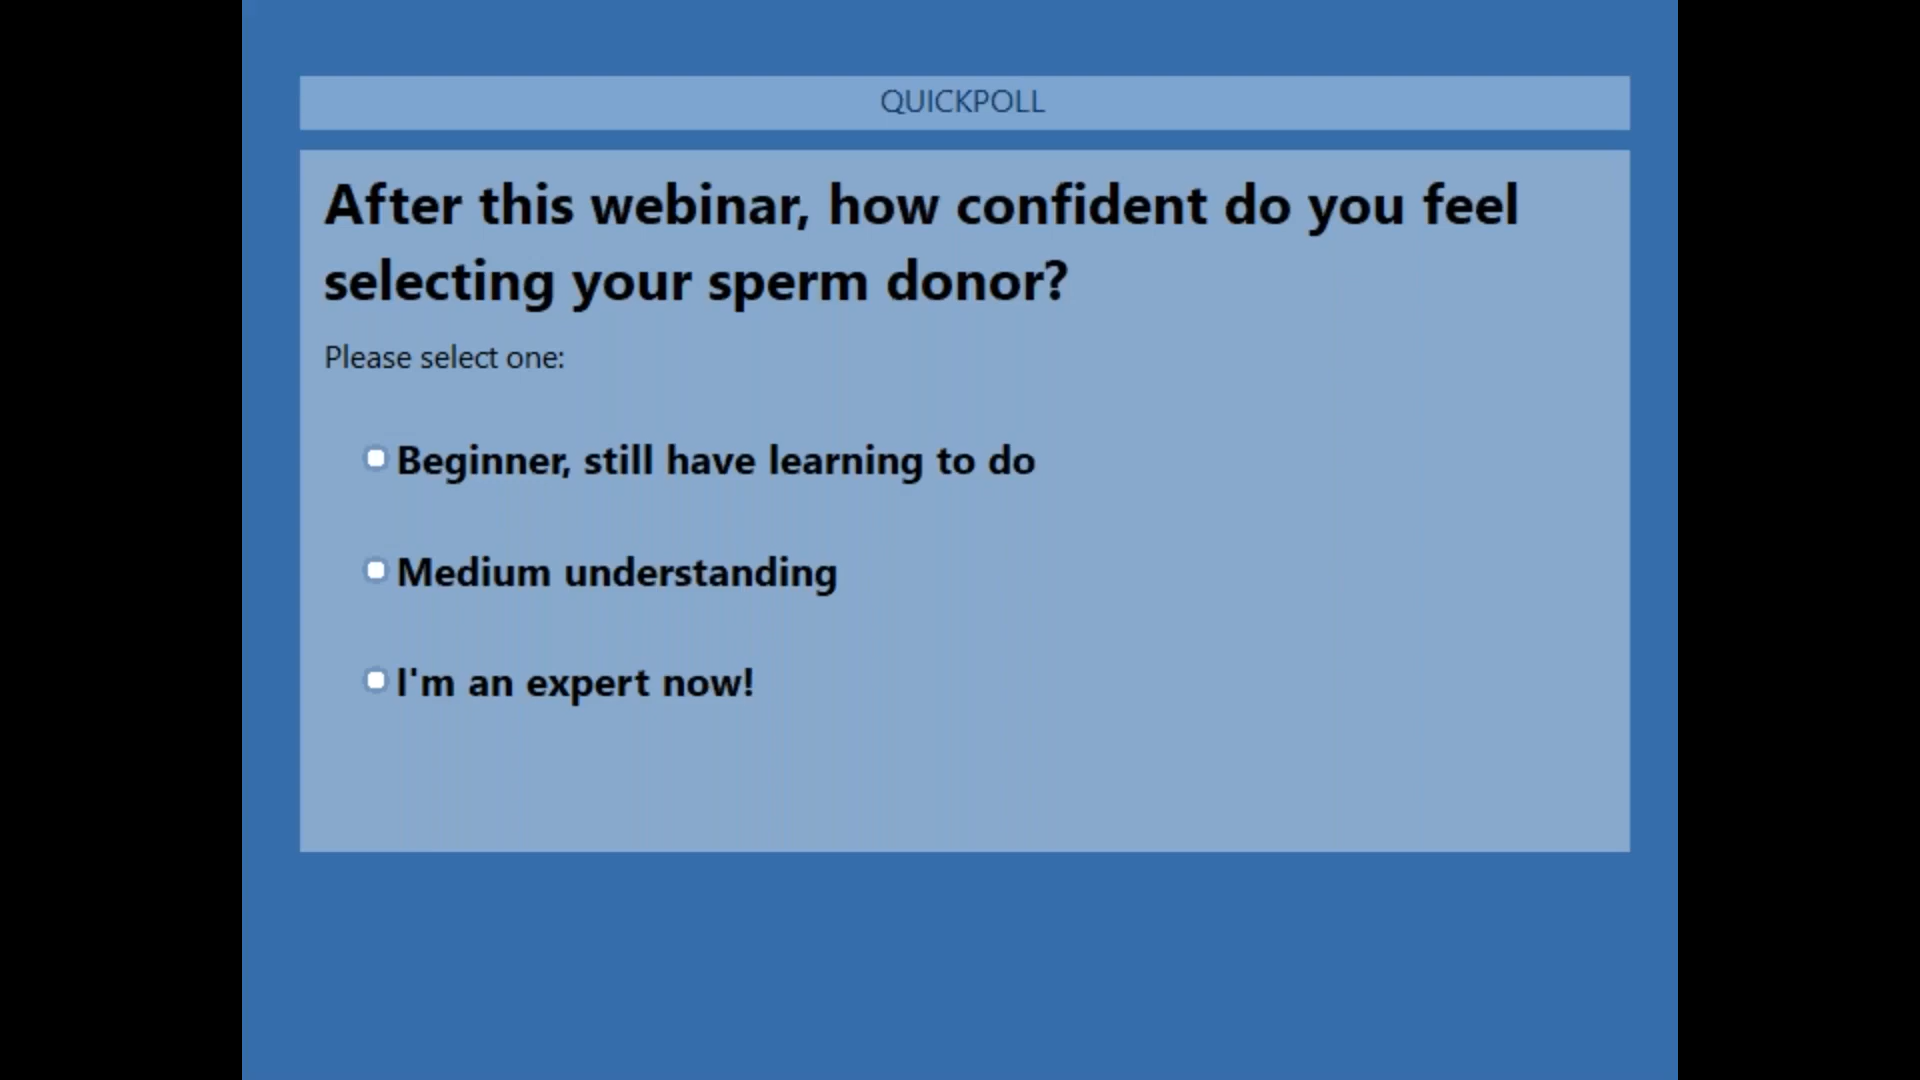 QUICKPOLL
After this webinar, how confident do you feel
selecting your sperm donor?
Please select one:
Beginner, still have learning to do
Medium understanding
I'm an expert now!